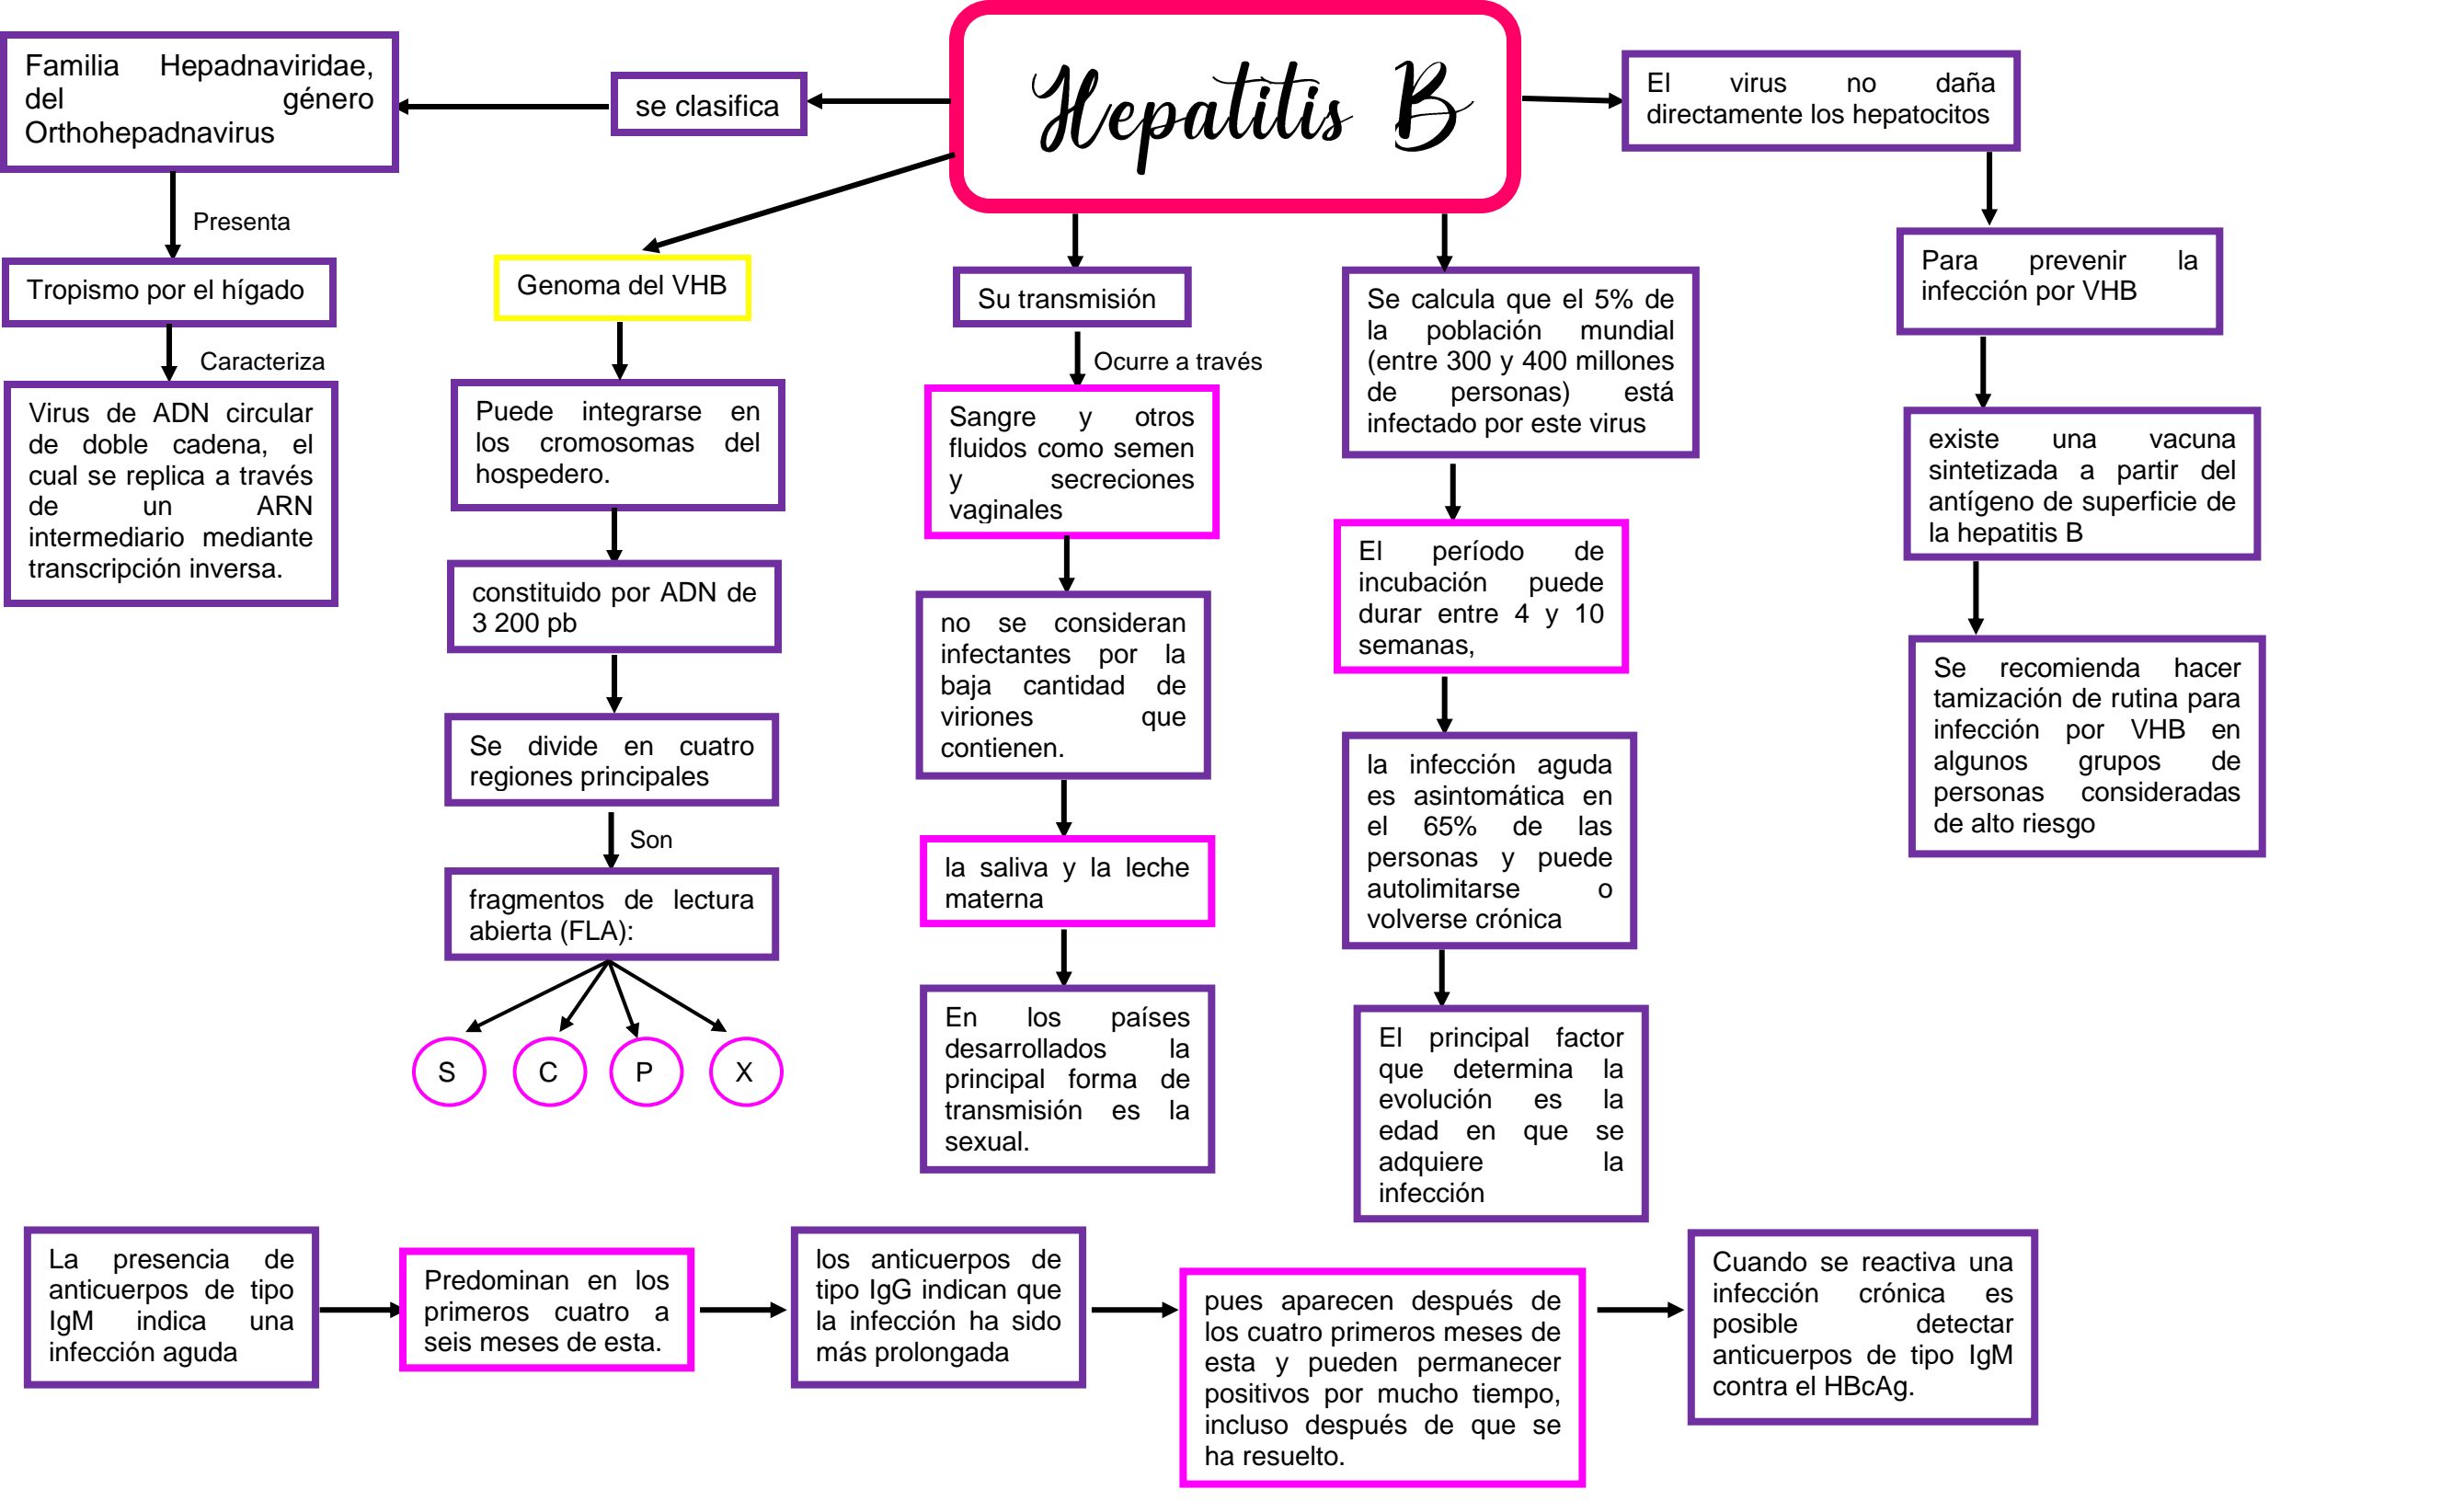 Hepatitis B
se clasifica
Familia Hepadnaviridae,
del género
Orthohepadnavirus
Presenta
Tropismo por el hígado
Caracteriza
Virus de ADN circular
de doble cadena, el
cual se replica a través
de un ARN
intermediario mediante
transcripción inversa.
Genoma del VHB
Puede integrarse en
los cromosomas del
hospedero.
constituido por ADN de
3 200 pb
Se divide en cuatro
regiones principales
Son
fragmentos de lectura
abierta (FLA):
S
C
P
X
Su transmisión
Ocurre a través
Sangre y otros
fluidos como semen
y secreciones
vaginales
no se consideran
infectantes por la
baja cantidad de
viriones que
contienen.
la saliva y la leche
materna
En los países
desarrollados la
principal forma de
transmisión es la
sexual.
Se calcula que el 5% de
la población mundial
(entre 300 y 400 millones
de personas) está
infectado por este virus
El período de
incubación puede
durar entre 4 y 10
semanas,
la infección aguda
es asintomática en
el 65% de las
personas y puede
autolimitarse o
volverse crónica
El principal factor
que determina la
evolución es la
edad en que se
adquiere la
infección
El virus no daña
directamente los hepatocitos
Para prevenir la
infección por VHB
existe una vacuna
sintetizada a partir del
antígeno de superficie de
la hepatitis B
Se recomienda hacer
tamización de rutina para
infección por VHB en
algunos grupos de
personas consideradas
de alto riesgo
La presencia de
anticuerpos de tipo
IgM indica una
infección aguda
Predominan en los
primeros cuatro a
seis meses de esta.
los anticuerpos de
tipo IgG indican que
la infección ha sido
más prolongada
pues aparecen después de
los cuatro primeros meses de
esta y pueden permanecer
positivos por mucho tiempo,
incluso después de que se
ha resuelto.
Cuando se reactiva una
infección crónica es
posible detectar
anticuerpos de tipo IgM
contra el HBcAg.